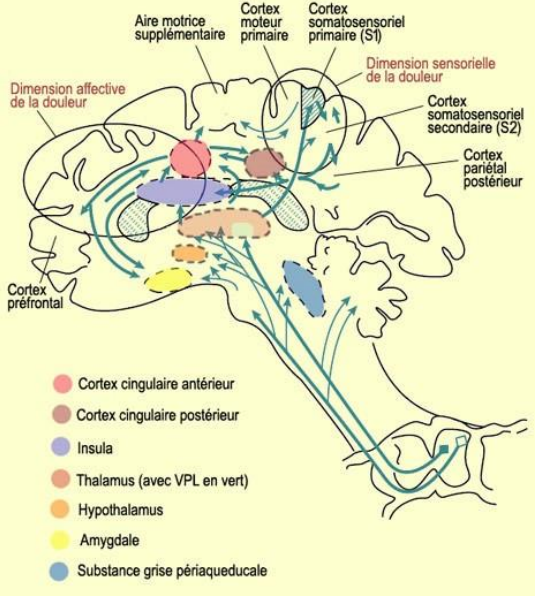 Aire motrice
supplémentaire
Cortex
moteur
primaire
Cortex
somatosensoriel
primaire (S1)
Dimension affective
de la douleur
Dimension sensorielle
de la douleur
Cortex
somatosensoriel
secondaire (S2)
Cortex
pariétal
postérieur
Cortex
préfrontal
Cortex cingulaire antérieur
Cortex cingulaire postérieur
Insula
Thalamus (avec VPL en vert)
Hypothalamus
Amygdale
Substance grise périaqueducale